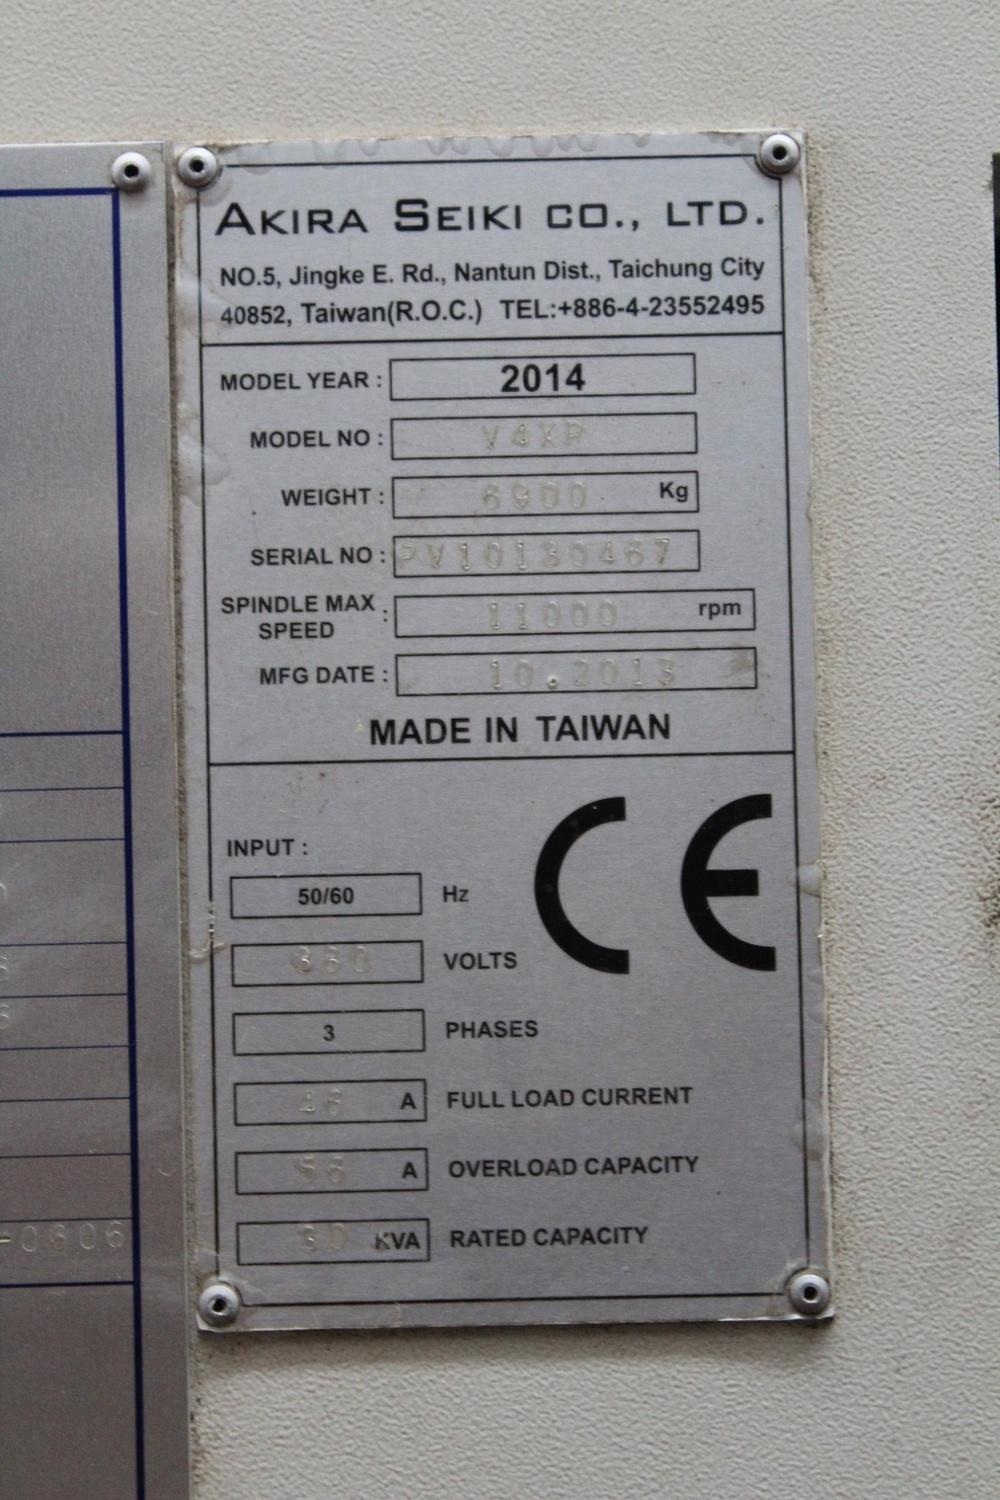 AKIRA SEIKI CO., LTD.
NO.5, Jingke E. Rd., Nantun Dist., Taichung City
40852, Taiwan(R.O.C.) TEL:+886-4-23552495
MODEL YEAR : 2014
MODEL NO : V4XP
WEIGHT : 6900 Kg
SERIAL NO : PV10130467
SPINDLE MAX SPEED : 11000 rpm
MFG DATE : 10.2013
MADE IN TAIWAN
CE
INPUT :
50/60 Hz
380 VOLTS
3 PHASES
46 A FULL LOAD CURRENT
A OVERLOAD CAPACITY
30 KVA RATED CAPACITY
-0606